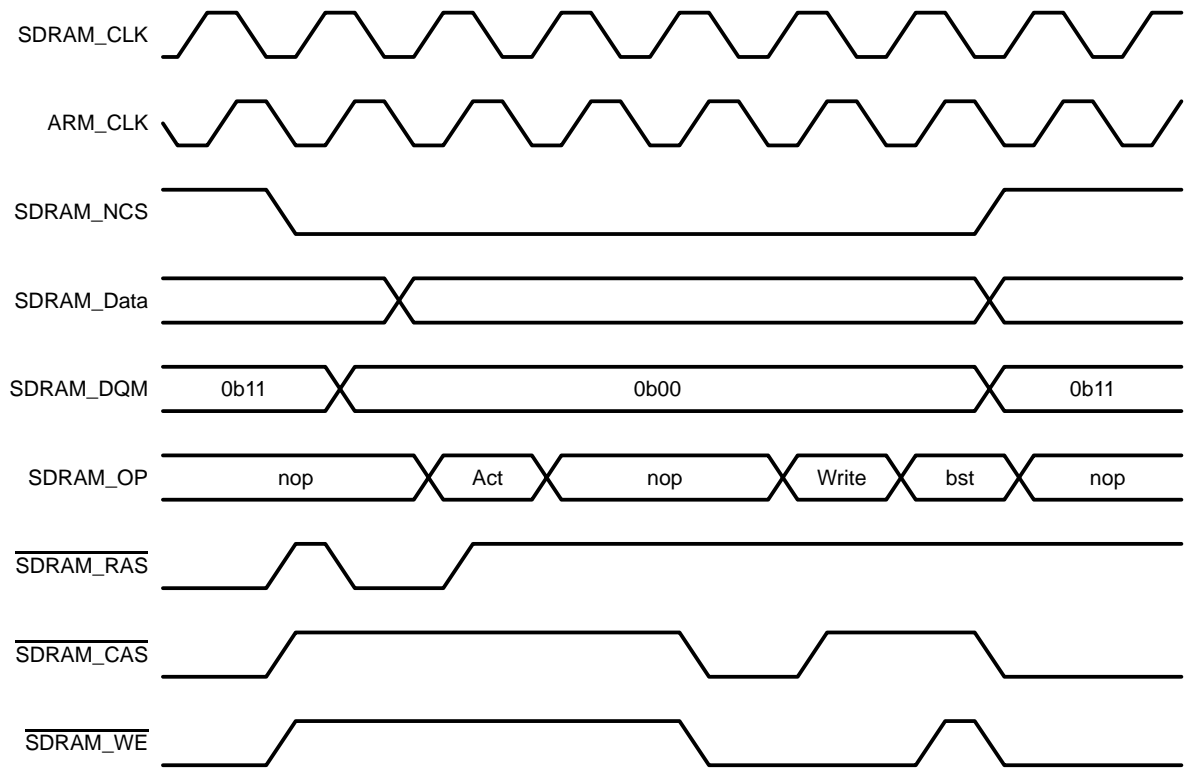 SDRAM_CLK
ARM_CLK
SDRAM_NCS
SDRAM_Data
SDRAM_DQM 0b11 0b00 0b11
SDRAM_OP nop Act nop Write bst nop
SDRAM_RAS
SDRAM_CAS
SDRAM_WE